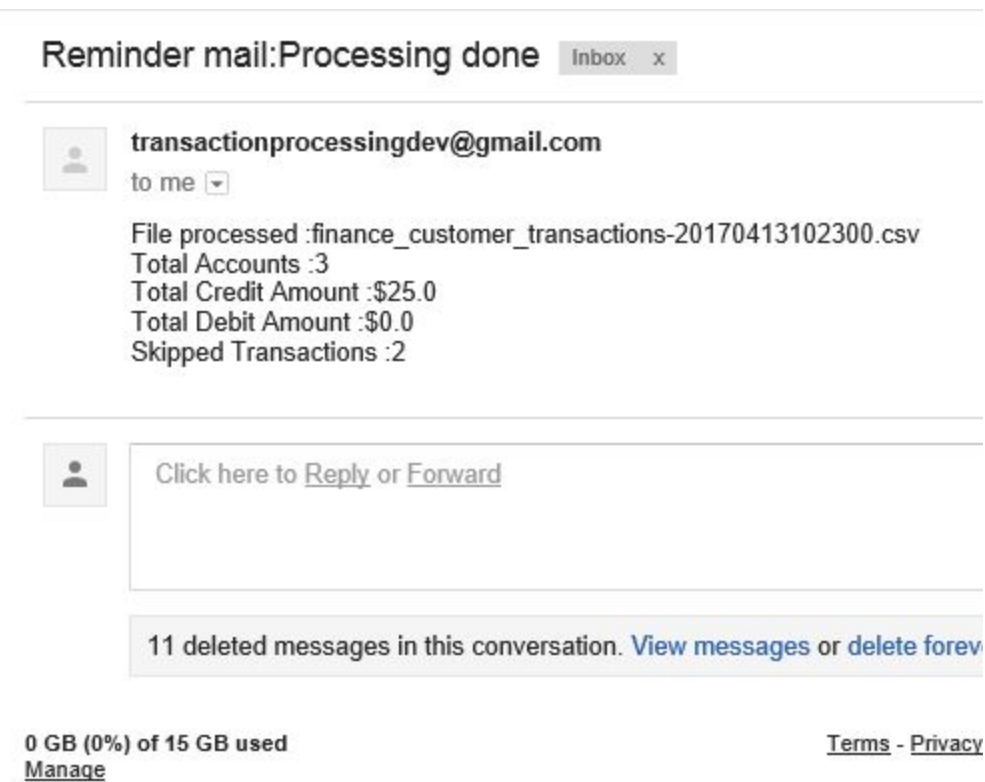 Reminder mail:Processing done Inbox x
transactionprocessingdev@gmail.com
to me
File processed :finance_customer_transactions-20170413102300.csv
Total Accounts :3
Total Credit Amount :$25.0
Total Debit Amount :$0.0
Skipped Transactions :2
Click here to Reply or Forward
11 deleted messages in this conversation. View messages or delete
0 GB (0%) of 15 GB used
Terms - Privacy
Manage